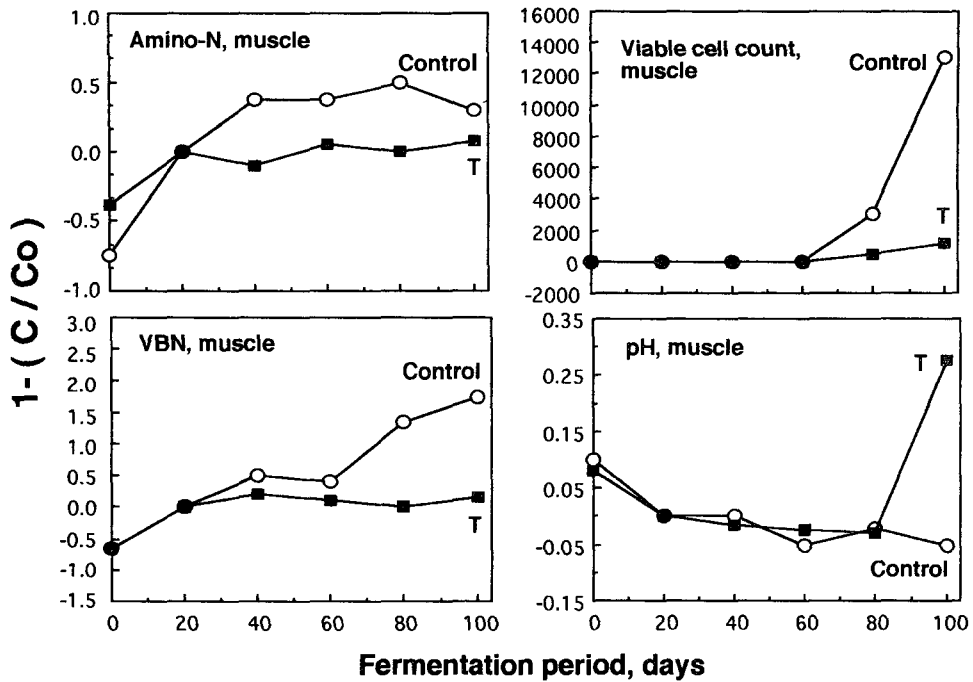 1-( C / Co )
1.0
0.5
0.0
-0.5
-1.0
Amino-N, muscle
Control
T
16000
14000
12000
10000
8000
6000
4000
2000
0
-2000
Viable cell count,
muscle
Control
T
3.0
2.5
2.0
1.5
1.0
0.5
0.0
-0.5
-1.0
-1.5
VBN, muscle
Control
T
0 20 40 60 80 100
0.35
0.25
0.15
0.05
-0.05
-0.15
pH, muscle
T
Control
0 20 40 60 80 100
Fermentation period, days